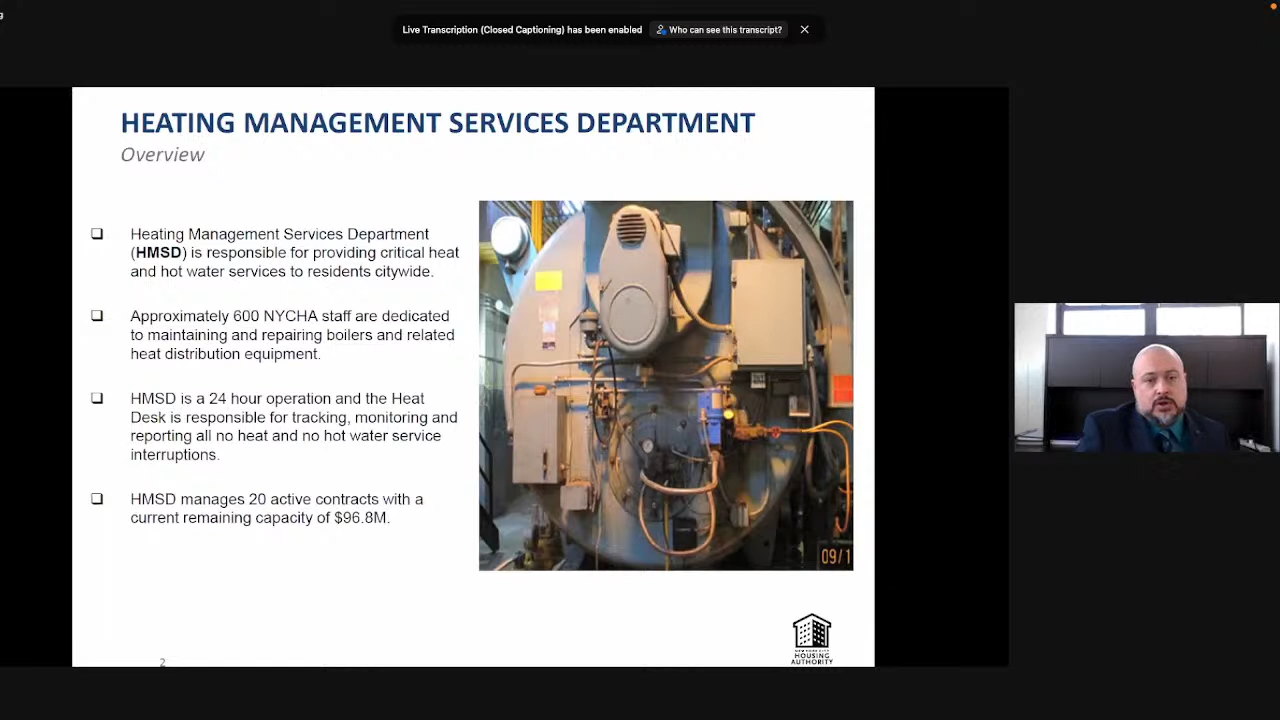 g
Live Transcription (Closed Captioning) has been enabled
Who can see this transcript?
HEATING MANAGEMENT SERVICES DEPARTMENT
Overview
Heating Management Services Department
(HMSD) is responsible for providing critical heat
and hot water services to residents citywide.
Approximately 600 NYCHA staff are dedicated
to maintaining and repairing boilers and related
heat distribution equipment.
HMSD is a 24 hour operation and the Heat
Desk is responsible for tracking, monitoring and
reporting all no heat and no hot water service
interruptions.
HMSD manages 20 active contracts with a
current remaining capacity of $96.8M.
09/1
NEW YORK CITY
HOUSING
AUTHORITY
2